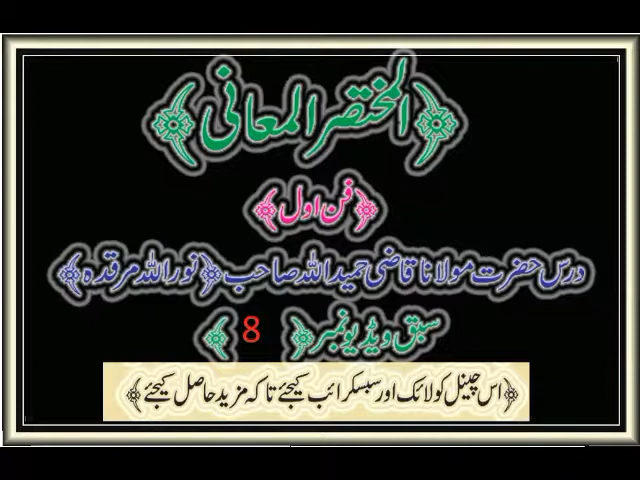 ﴿المختصر المعانی﴾
﴿فن اول﴾
درس حضرت مولانا قاضی حمید اللہ صاحب ﴿نور اللہ مرقدہ﴾
سبق ویڈیو نمبر ﴿8﴾
﴿اس چینل کو لائک اور سبسکرائب کیجئے تاکہ مزید حاصل کیجئے﴾